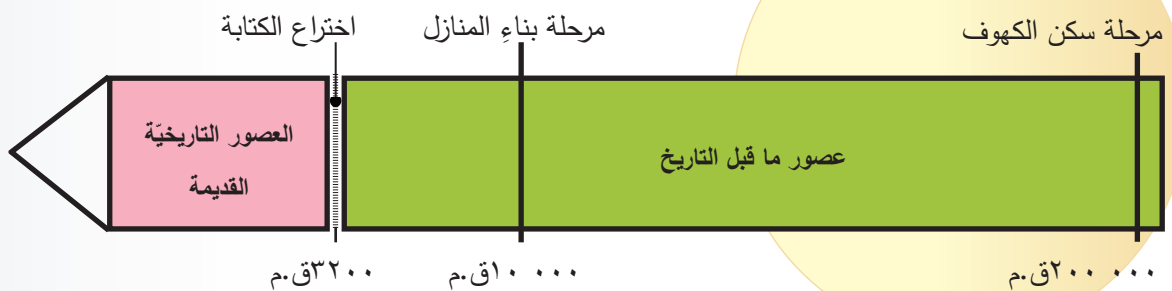 مرحلة سكن الكهوف
مرحلة بناءِ المنازل
اختراع الكتابة
عصور ما قبل التاريخ
العصور التاريخيّة
القديمة
٢٠٠ ٠٠٠ق.م
١٠ ٠٠٠ق.م
٣٢٠٠ق.م